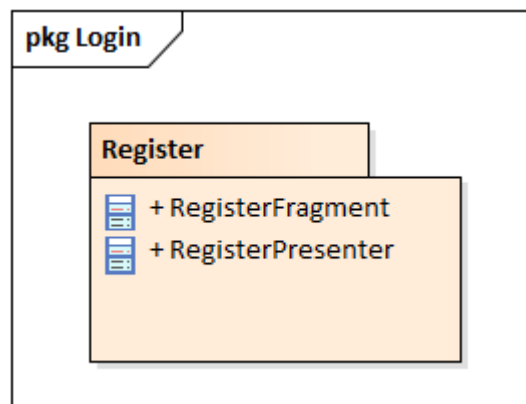 pkg Login
Register
+ RegisterFragment
+ RegisterPresenter